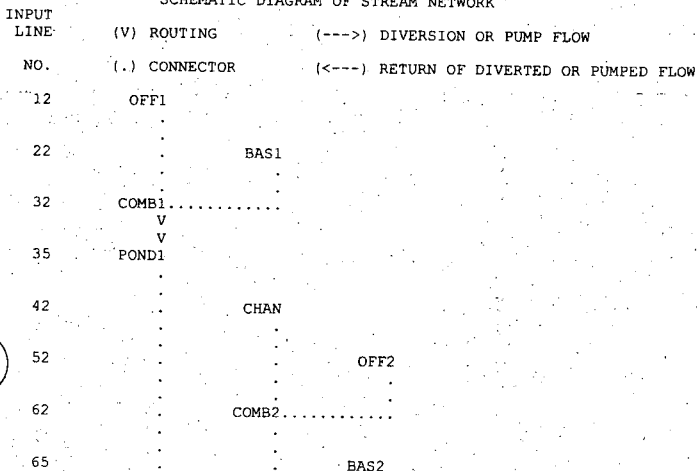 SCHEMATIC DIAGRAM OF STREAM NETWORK
INPUT
LINE (V) ROUTING (--->) DIVERSION OR PUMP FLOW
NO. (.) CONNECTOR (<---) RETURN OF DIVERTED OR PUMPED FLOW
12 OFF1
22 BAS1
32 COMB1............
V
V
35 POND1
42 CHAN
52 OFF2
62 COMB2............
65 BAS2